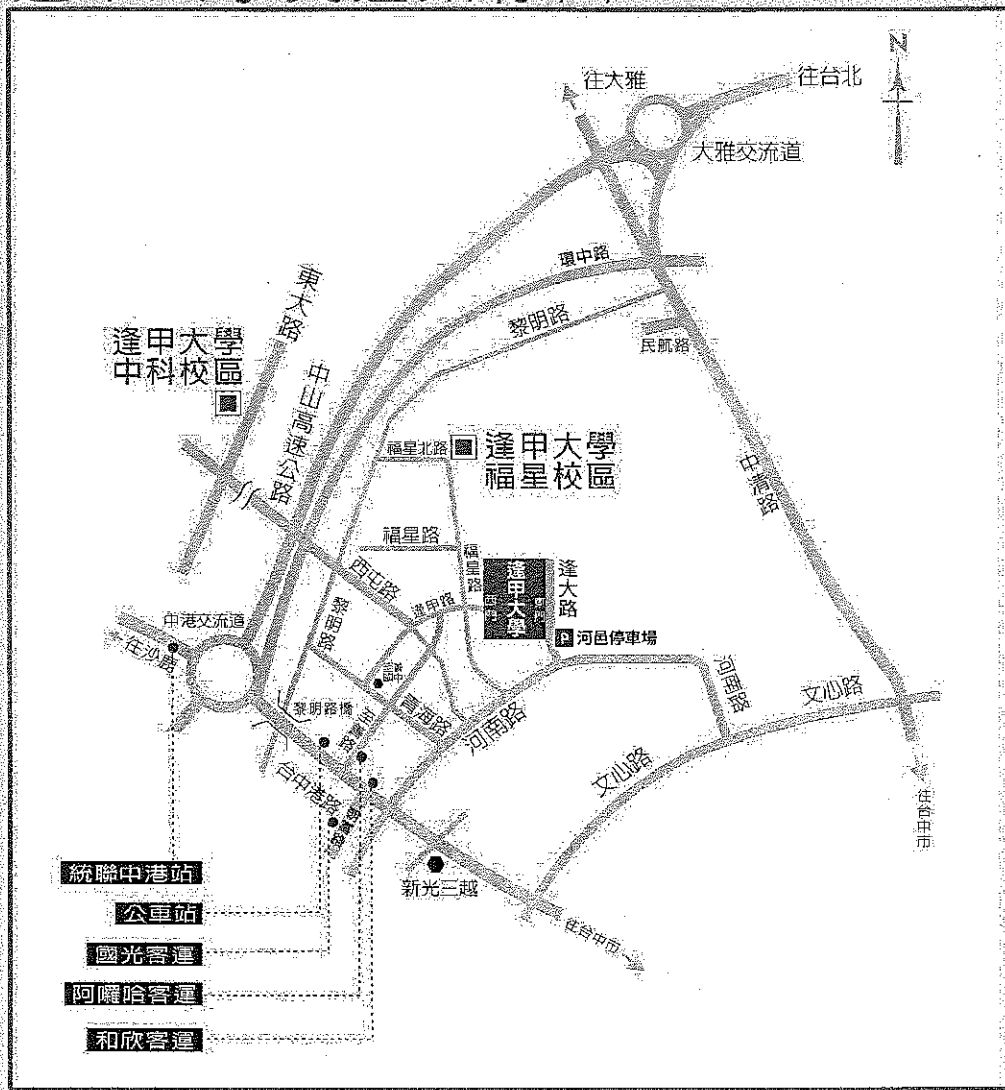 N
往大雅
往台北
大雅交流道
環中路
東大路
黎明路
民航路
逢甲大學
中科校區
中山高速公路
福星北路
逢甲大學
福星校區
中清路
福星路
福星路
西屯路
逢甲大學
逢大路
逢甲路
黎明路
河邑停車場
P
中港交流道
往沙鹿
河南路
文心路
黎明路橋
青海路
河南路
文心路
台中港路
往台中市
統聯中港站
新光三越
公車站
往台中市
國光客運
阿囉哈客運
和欣客運